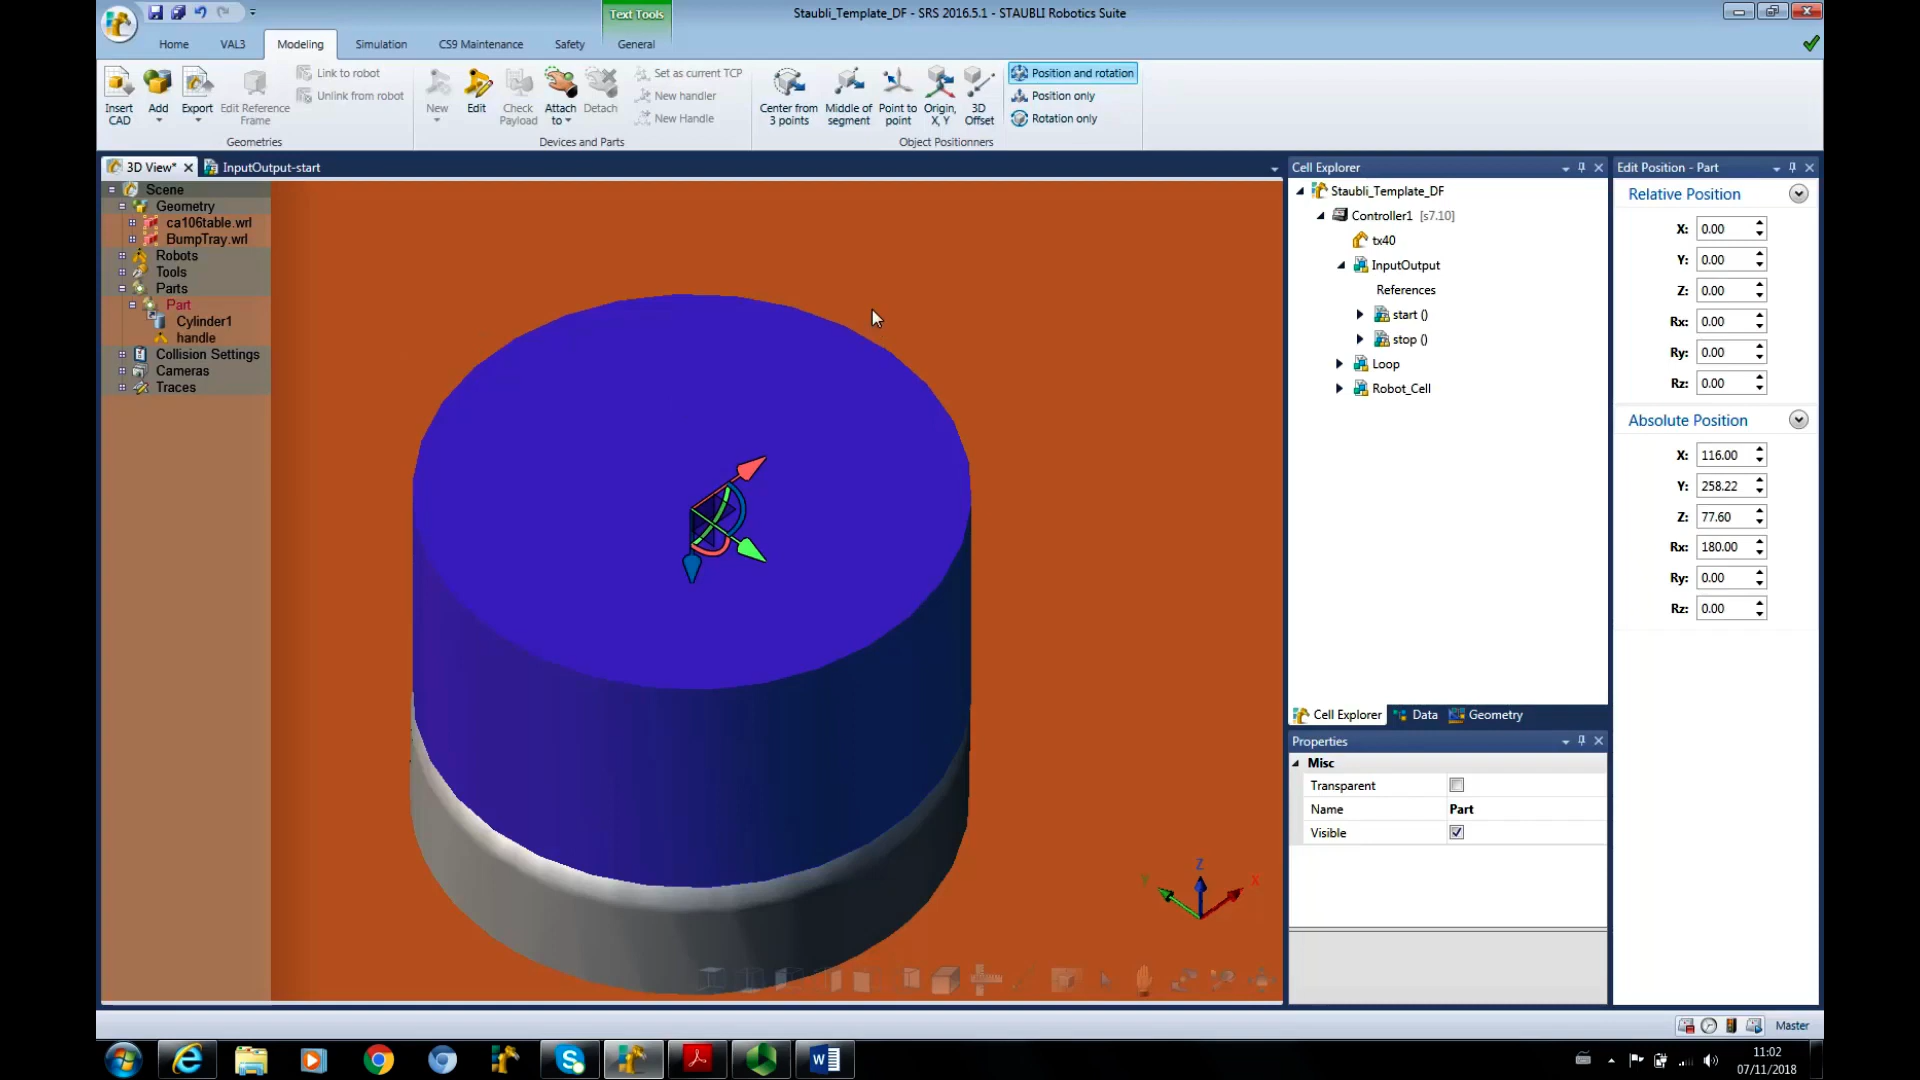 Text Tools
Staubli_Template_DF - SRS 2016.5.1 - STAUBLI Robotics Suite
Home VAL3 Modeling Simulation CS9 Maintenance Safety General
Insert CAD
Add
Export
Edit Reference Frame
Link to robot
Unlink from robot
Geometries
New
Edit
Check Payload
Attach to
Detach
Set as current TCP
New handler
New Handle
Devices and Parts
Center from 3 points
Middle of segment
Point to point
Origin, X, Y
3D Offset
Position and rotation
Position only
Rotation only
Object Positionners
3D View* InputOutput-start
Scene
Geometry
ca106table.wrl
BumpTray.wrl
Robots
Tools
Parts
Part
Cylinder1
handle
Collision Settings
Cameras
Traces
Z
Y
X
Cell Explorer
Staubli_Template_DF
Controller1 [s7.10]
tx40
InputOutput
References
start ()
stop ()
Loop
Robot_Cell
Cell Explorer Data Geometry
Properties
Misc
Transparent
Name Part
Visible
Edit Position - Part
Relative Position
X: 0.00
Y: 0.00
Z: 0.00
Rx: 0.00
Ry: 0.00
Rz: 0.00
Absolute Position
X: 116.00
Y: 258.22
Z: 77.60
Rx: 180.00
Ry: 0.00
Rz: 0.00
Master
11:02
07/11/2018